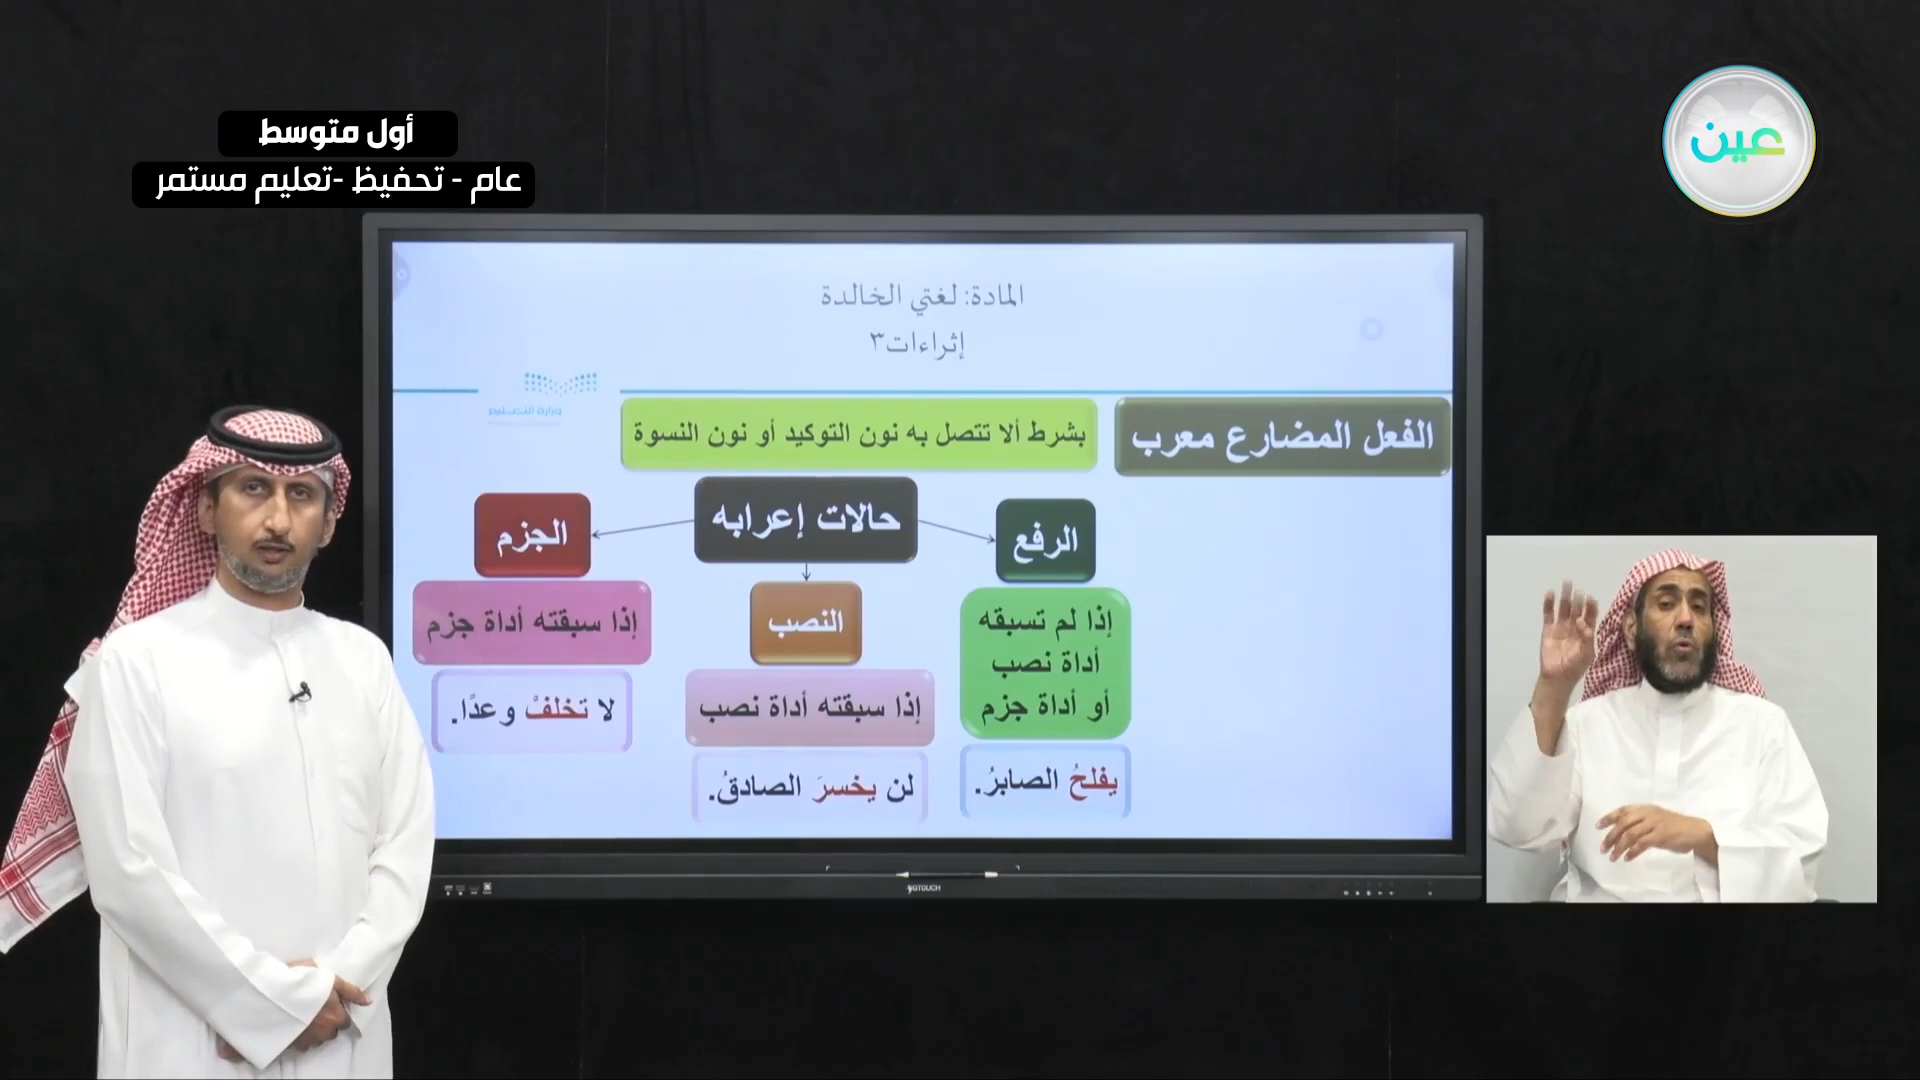 أول متوسط
عام - تحفيظ -تعليم مستمر
عين
المادة: لغتي الخالدة
إثراءات٣
وزارة التعليم
الفعل المضارع معرب
بشرط ألا تتصل به نون التوكيد أو نون النسوة
حالات إعرابه
الرفع
إذا لم تسبقه
أداة نصب
أو أداة جزم
يفلحُ الصابرُ.
النصب
إذا سبقته أداة نصب
لن يخسرَ الصادقُ.
الجزم
إذا سبقته أداة جزم
لا تخلفْ وعدًا.
QTOUCH